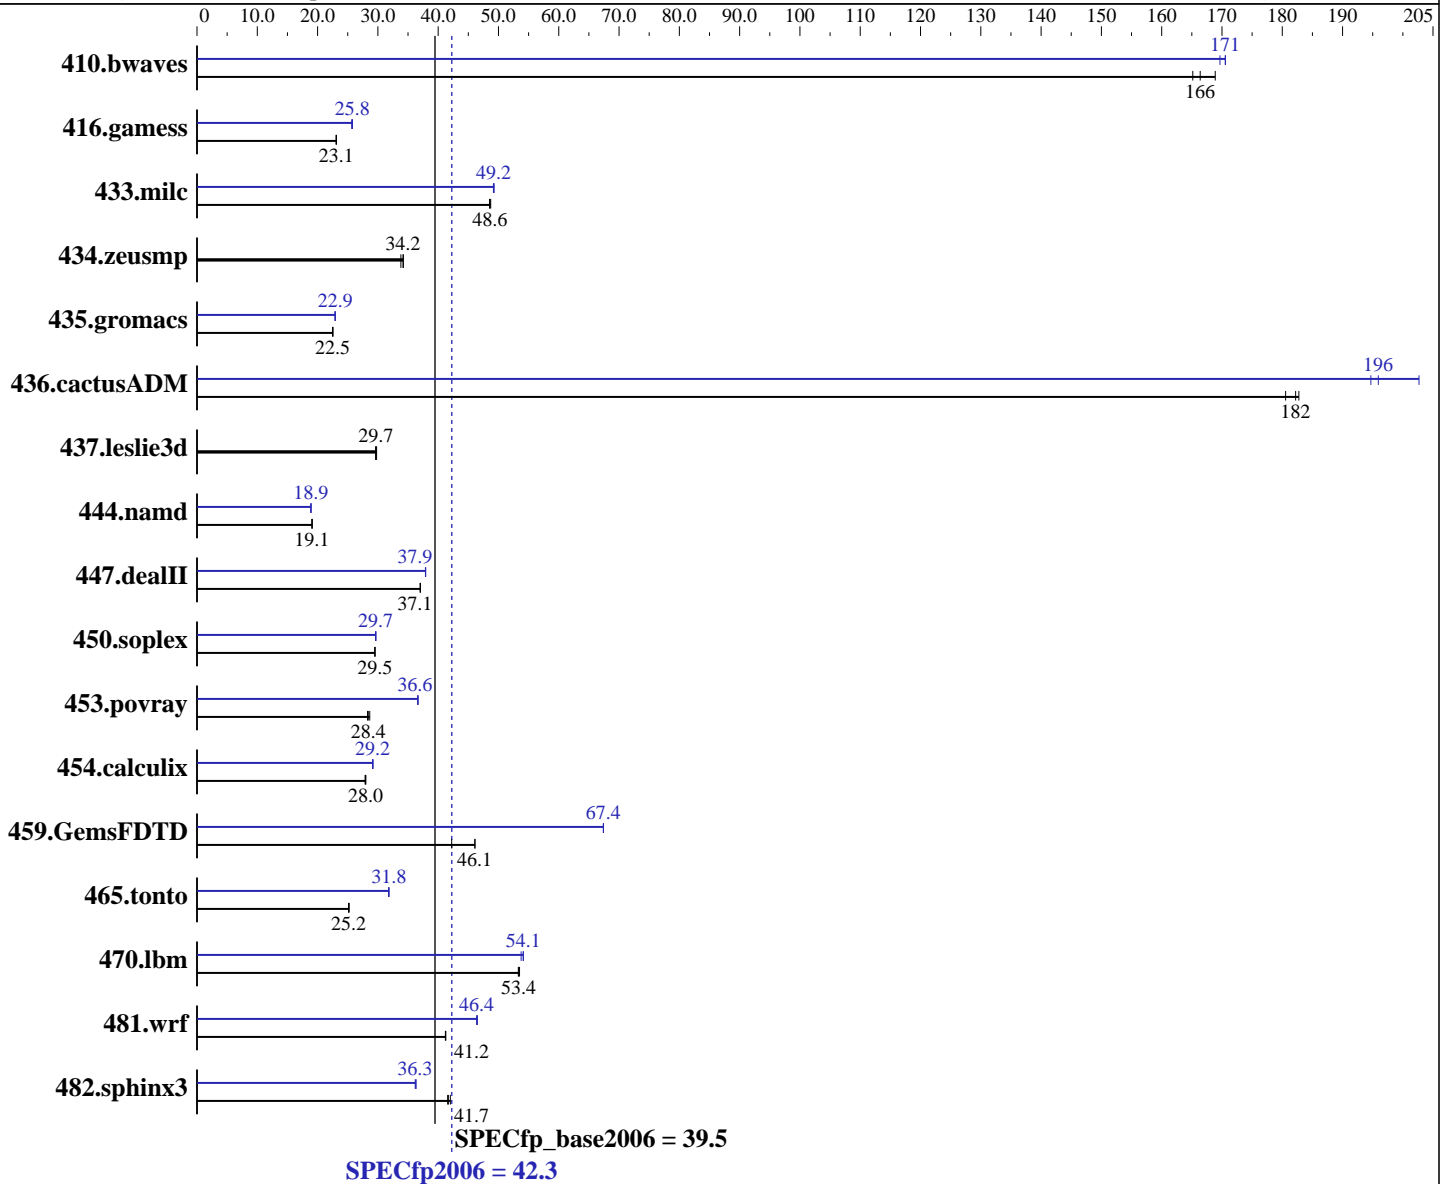 0 10.0 20.0 30.0 40.0 50.0 60.0 70.0 80.0 90.0 100 110 120 130 140 150 160 170 180 190 205
410.bwaves 171
166
416.gamess 25.8
23.1
433.milc 49.2
48.6
434.zeusmp 34.2
435.gromacs 22.9
22.5
436.cactusADM 196
182
437.leslie3d 29.7
444.namd 18.9
19.1
447.dealII 37.9
37.1
450.soplex 29.7
29.5
453.povray 36.6
28.4
454.calculix 29.2
28.0
459.GemsFDTD 67.4
46.1
465.tonto 31.8
25.2
470.lbm 54.1
53.4
481.wrf 46.4
41.2
482.sphinx3 36.3
41.7
SPECfp_base2006 = 39.5
SPECfp2006 = 42.3